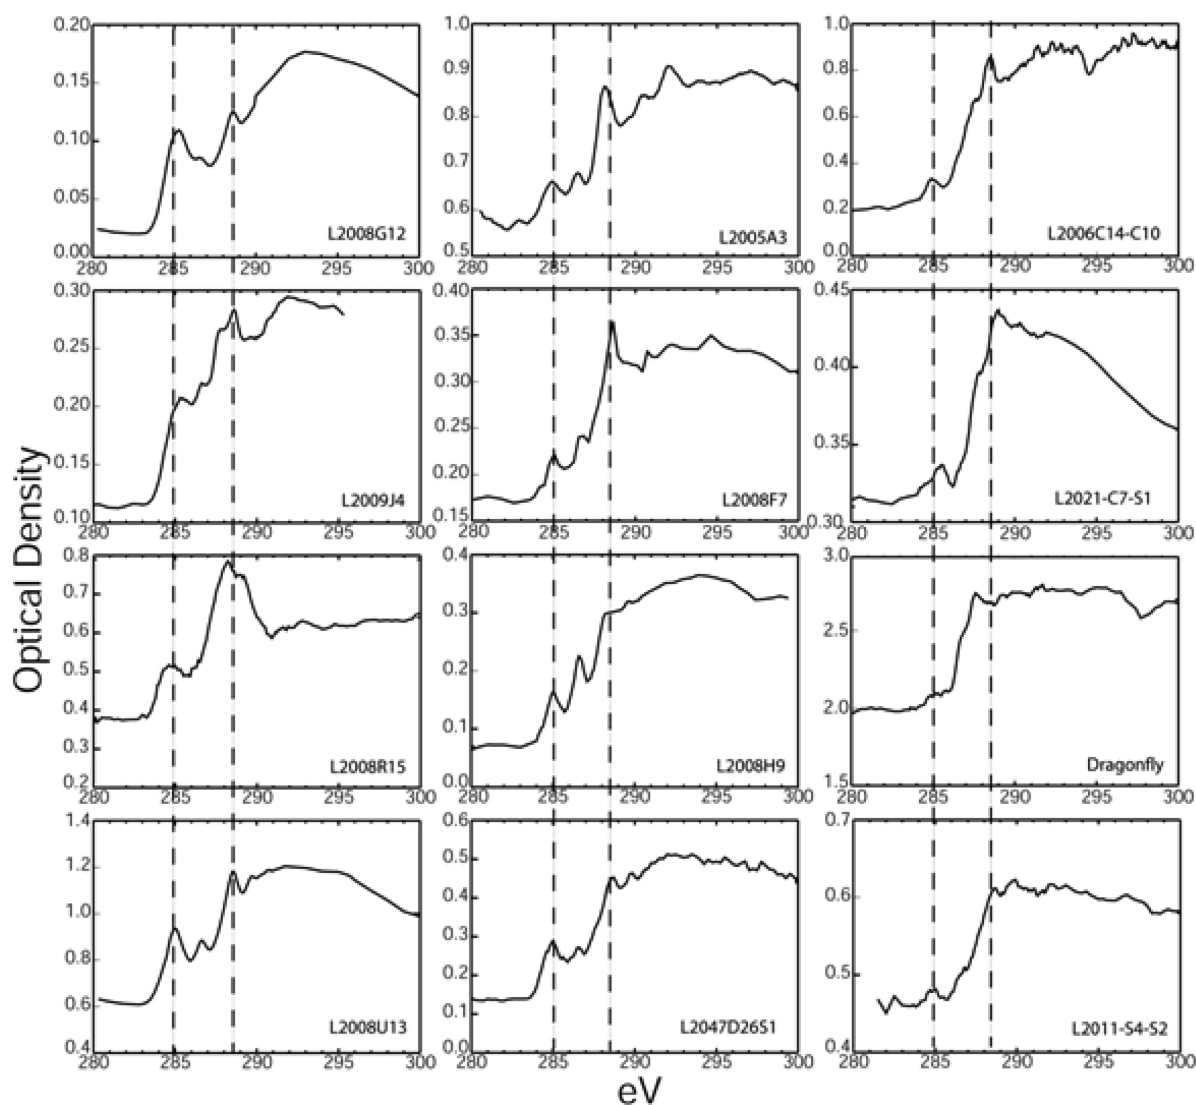 Optical Density
0.20
0.15
0.10
0.05
0.00
L2008G12
280 285 290 295 300
1.0
0.9
0.8
0.7
0.6
0.5
L2005A3
280 285 290 295 300
1.0
0.8
0.6
0.4
0.2
0.0
L2006C14-C10
280 285 290 295 300
0.30
0.25
0.20
0.15
0.10
L2009J4
280 285 290 295 300
0.40
0.35
0.30
0.25
0.20
0.15
L2008F7
280 285 290 295 300
0.45
0.40
0.35
0.30
L2021-C7-S1
280 285 290 295 300
0.8
0.7
0.6
0.5
0.4
0.3
0.2
L2008R15
280 285 290 295 300
0.4
0.3
0.2
0.1
0.0
L2008H9
280 285 290 295 300
3.0
2.5
2.0
1.5
Dragonfly
280 285 290 295 300
1.4
1.2
1.0
0.8
0.6
0.4
L2008U13
280 285 290 295 300
0.6
0.5
0.4
0.3
0.2
0.1
0.0
L2047D26S1
280 285 290 295 300
0.7
0.6
0.5
0.4
L2011-S4-S2
280 285 290 295 300
eV